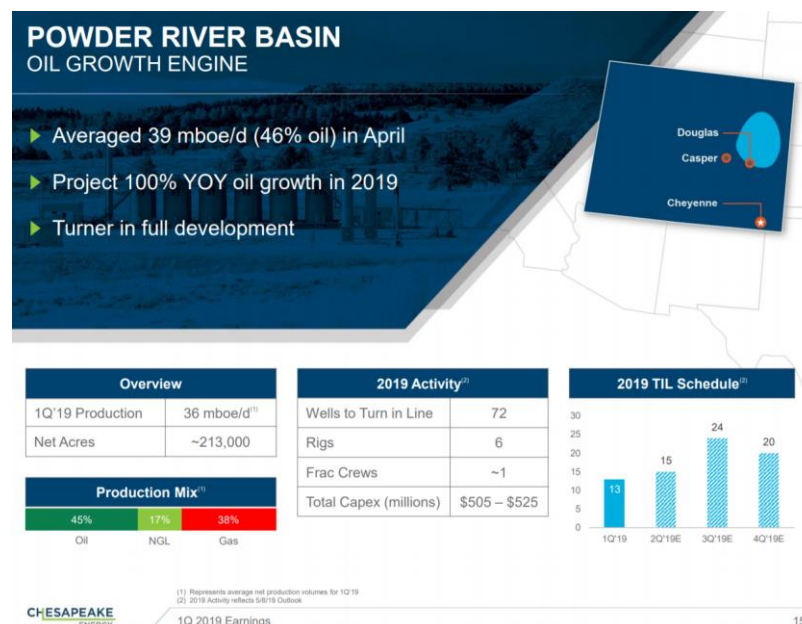 POWDER RIVER BASIN
OIL GROWTH ENGINE
Averaged 39 mboe/d (46% oil) in April
Project 100% YOY oil growth in 2019
Turner in full development
Douglas
Casper
Cheyenne
Overview
1Q'19 Production 36 mboe/d(1)
Net Acres ~213,000
Production Mix(1)
45% 17% 38%
Oil NGL Gas
2019 Activity(2)
Wells to Turn in Line 72
Rigs 6
Frac Crews ~1
Total Capex (millions) $505 – $525
2019 TIL Schedule(2)
30
25
20
15
10
5
0
13
15
24
20
1Q'19 2Q'19E 3Q'19E 4Q'19E
(1) Represents average net production volumes for 1Q'19
(2) 2019 Activity reflects 5/8/19 Outlook
CHESAPEAKE
ENERGY
1Q 2019 Earnings
15